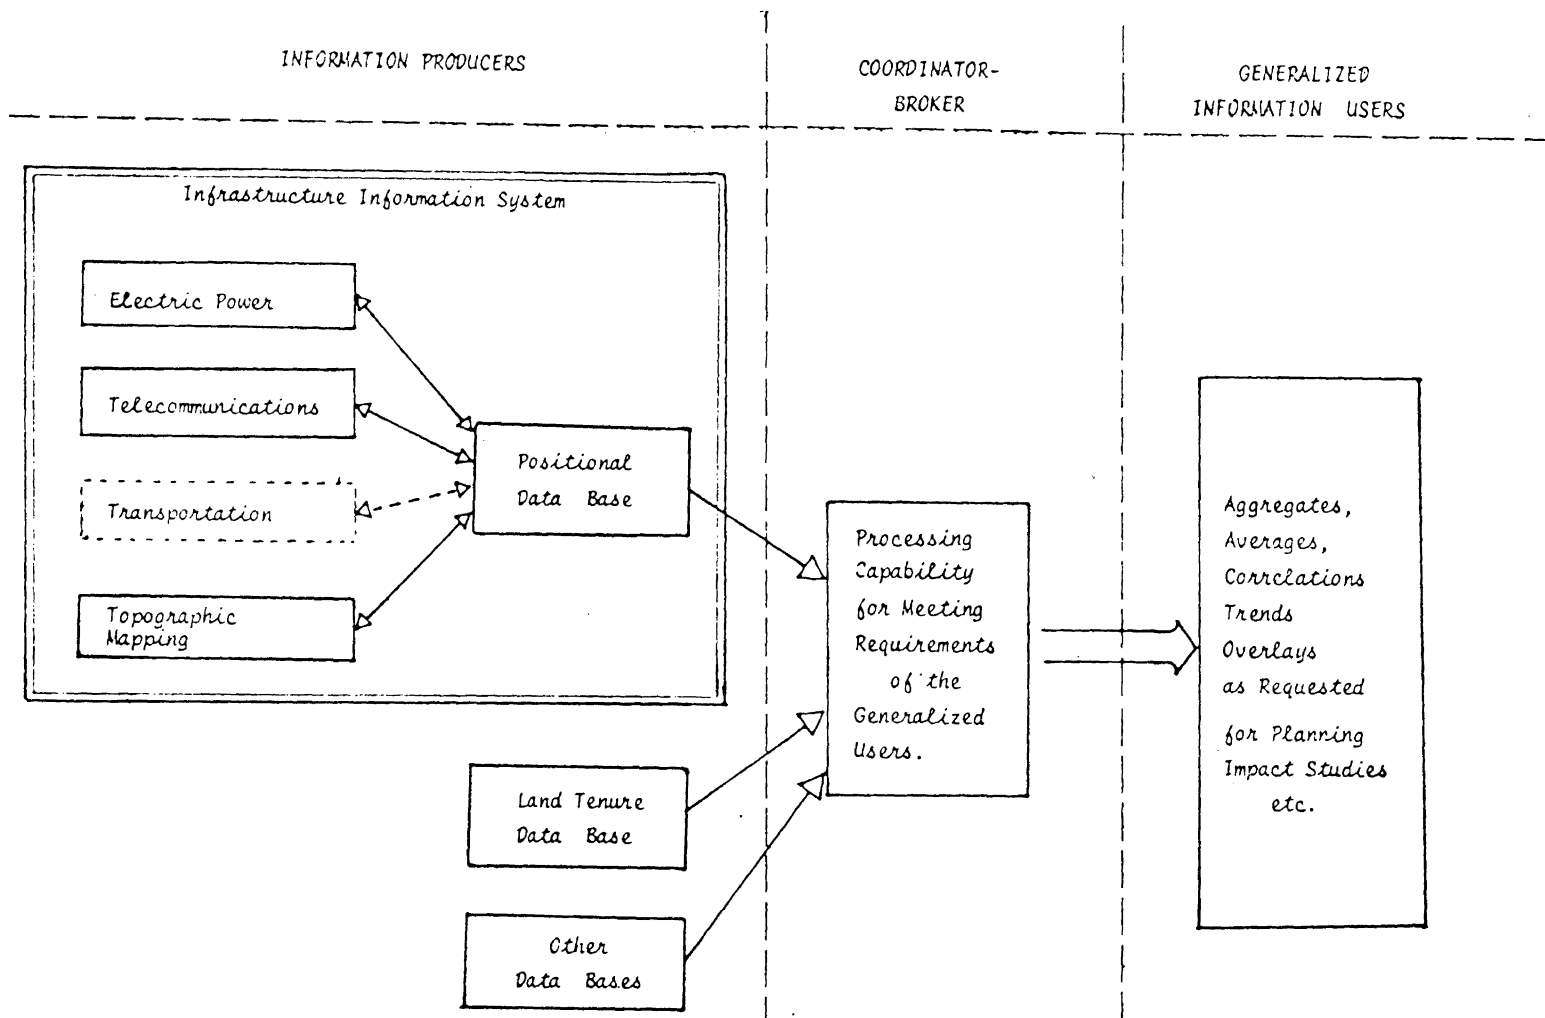 INFORMATION PRODUCERS
COORDINATOR-
BROKER
GENERALIZED
INFORMATION USERS
Infrastructure Information System
Electric Power
Telecommunications
Transportation
Topographic
Mapping
Positional
Data Base
Land Tenure
Data Base
Other
Data Bases
Processing
Capability
for Meeting
Requirements
of the
Generalized
Users.
Aggregates,
Averages,
Correlations
Trends
Overlays
as Requested
for Planning
Impact Studies
etc.